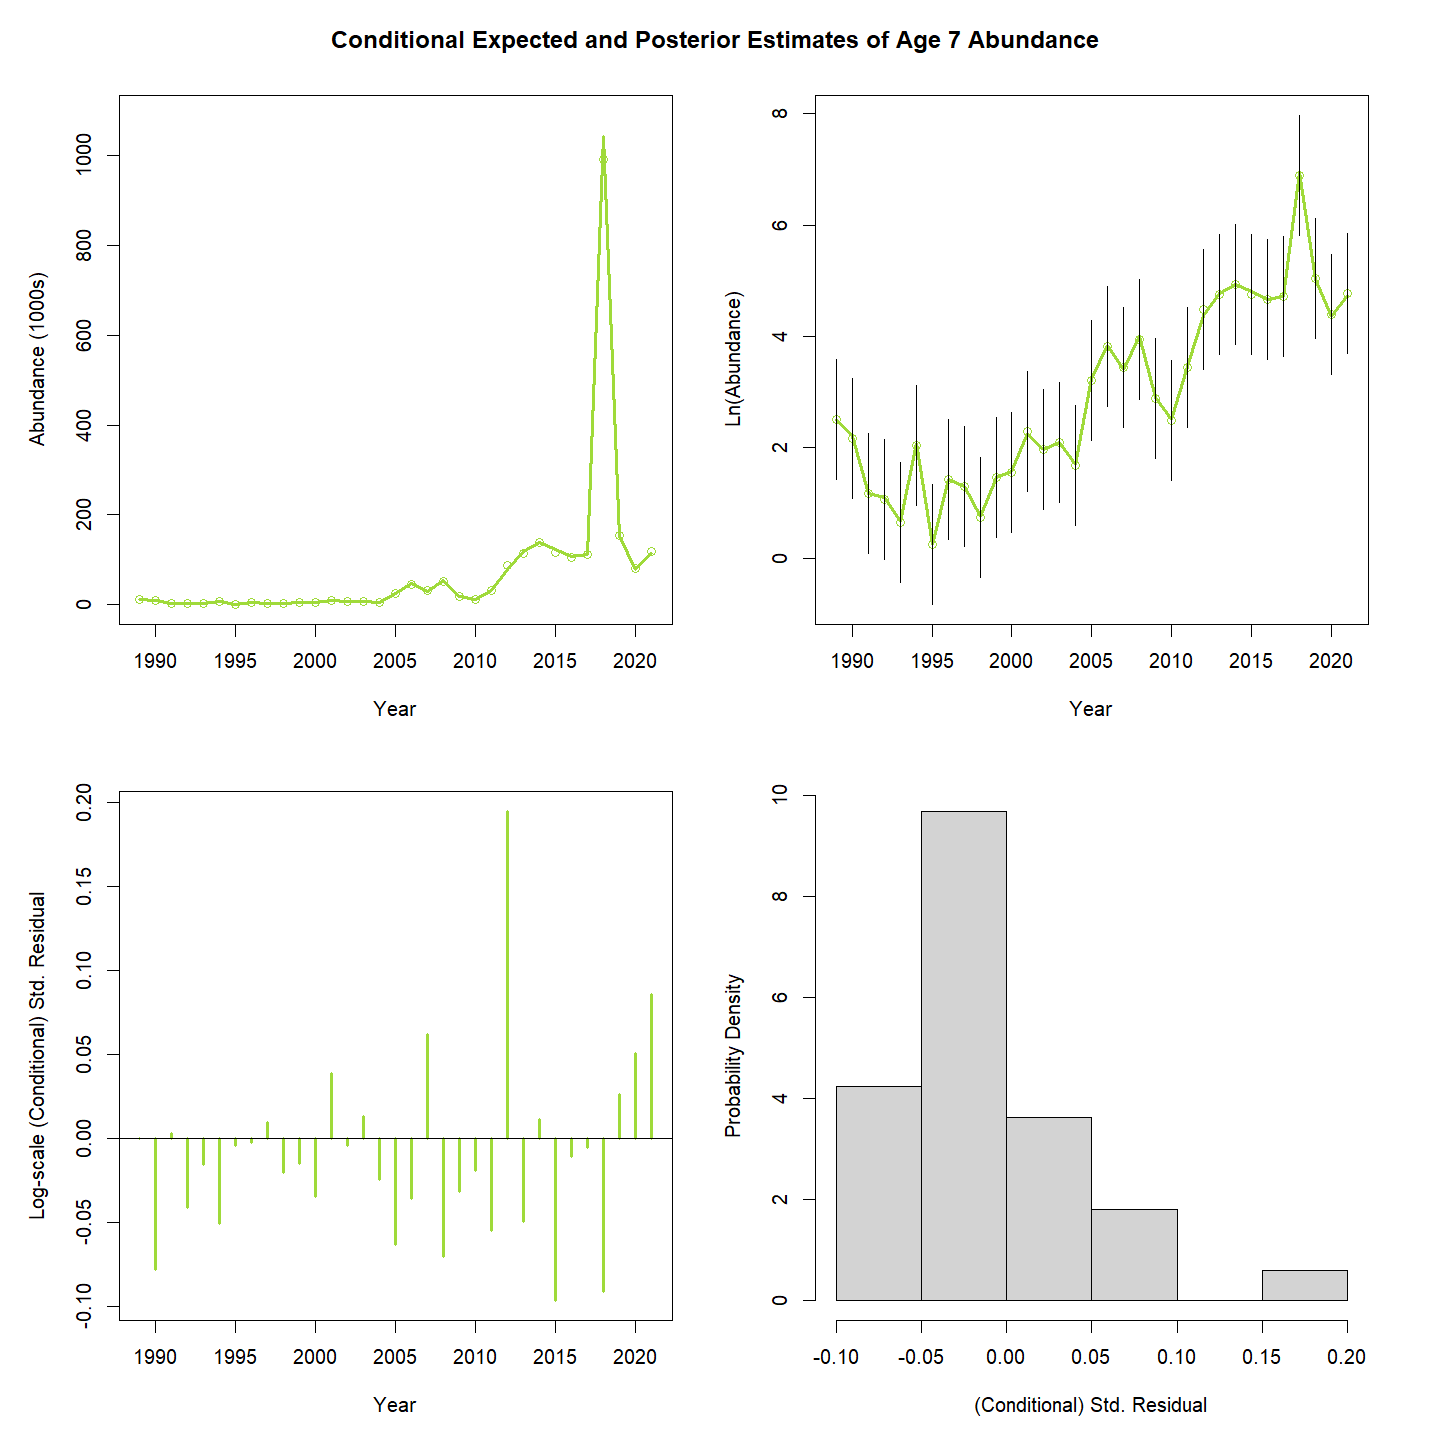 Conditional Expected and Posterior Estimates of Age 7 Abundance
Abundance (1000s)
0 200 400 600 800 1000
1990 1995 2000 2005 2010 2015 2020
Year
Ln(Abundance)
0 2 4 6 8
1990 1995 2000 2005 2010 2015 2020
Year
Log-scale (Conditional) Std. Residual
-0.10 -0.05 0.00 0.05 0.10 0.15 0.20
1990 1995 2000 2005 2010 2015 2020
Year
Probability Density
0 2 4 6 8 10
-0.10 -0.05 0.00 0.05 0.10 0.15 0.20
(Conditional) Std. Residual